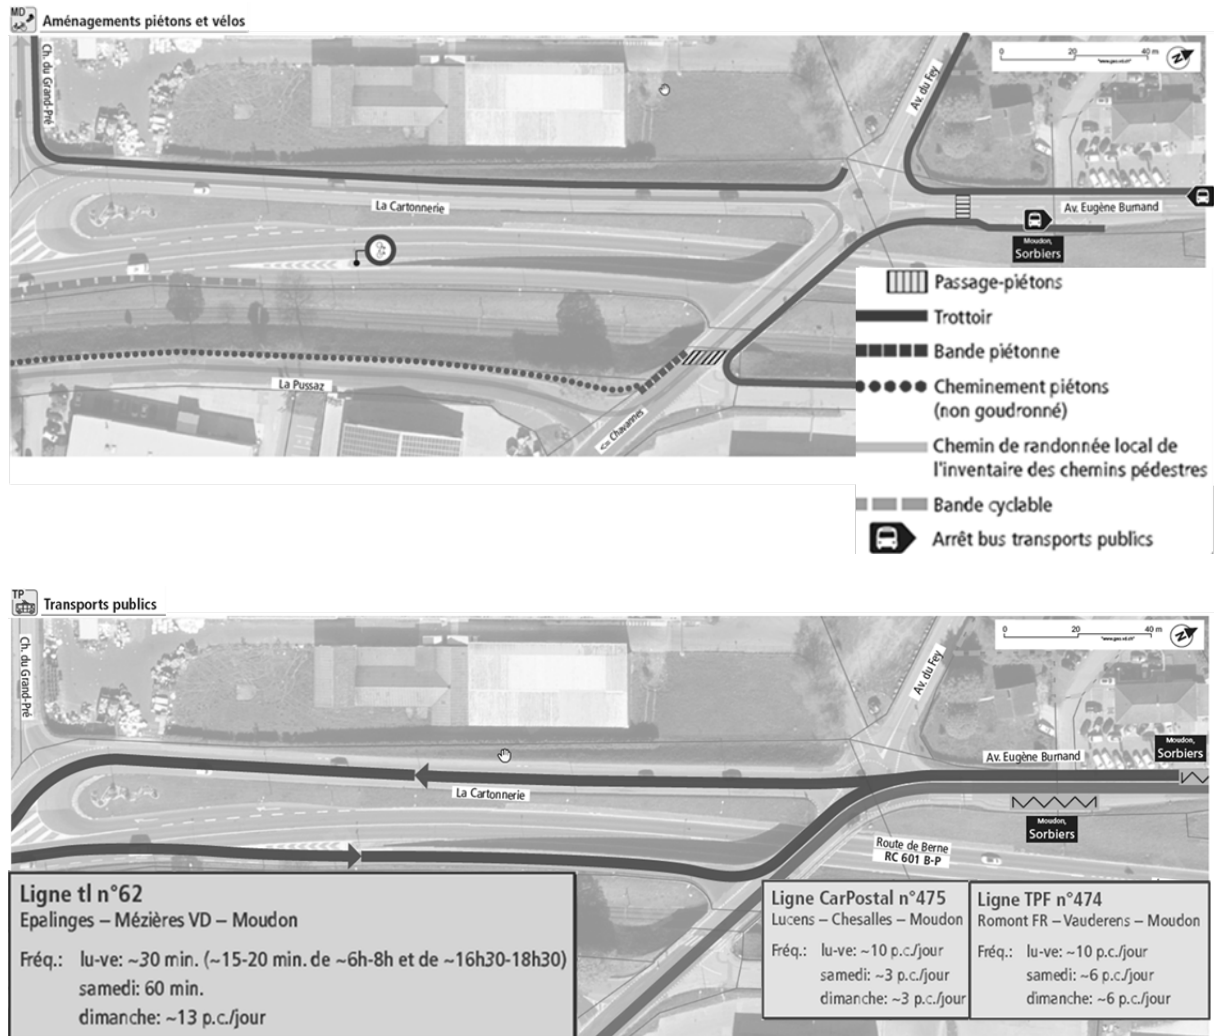 MD
Aménagements piétons et vélos
Ch. du Grand-Pré
Av. du Fey
0 20 40 m
"www.geo.vd.ch"
N
La Cartonnerie
Av. Eugène Burnand
Moudon,
Sorbiers
La Pussaz
<= Chavannes
Passage-piétons
Trottoir
Bande piétonne
Cheminement piétons
(non goudronné)
Chemin de randonnée local de
l'inventaire des chemins pédestres
Bande cyclable
Arrêt bus transports publics
TP
Transports publics
Ch. du Grand-Pré
Av. du Fey
0 20 40 m
"www.geo.vd.ch"
N
Av. Eugène Burnand
Moudon,
Sorbiers
La Cartonnerie
Moudon,
Sorbiers
Route de Berne
RC 601 B-P
Ligne tl n°62
Epalinges – Mézières VD – Moudon
Fréq.: lu-ve: ~30 min. (~15-20 min. de ~6h-8h et de ~16h30-18h30)
samedi: 60 min.
dimanche: ~13 p.c./jour
Ligne CarPostal n°475
Lucens – Chesalles – Moudon
Fréq.: lu-ve: ~10 p.c./jour
samedi: ~3 p.c./jour
dimanche: ~3 p.c./jour
Ligne TPF n°474
Romont FR – Vauderens – Moudon
Fréq.: lu-ve: ~10 p.c./jour
samedi: ~6 p.c./jour
dimanche: ~6 p.c./jour